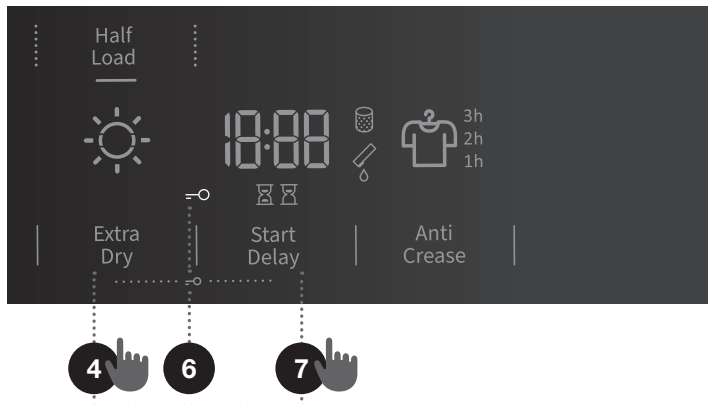 Half
Load
18:88
3h
2h
1h
Extra
Dry
Start
Delay
Anti
Crease
4
6
7